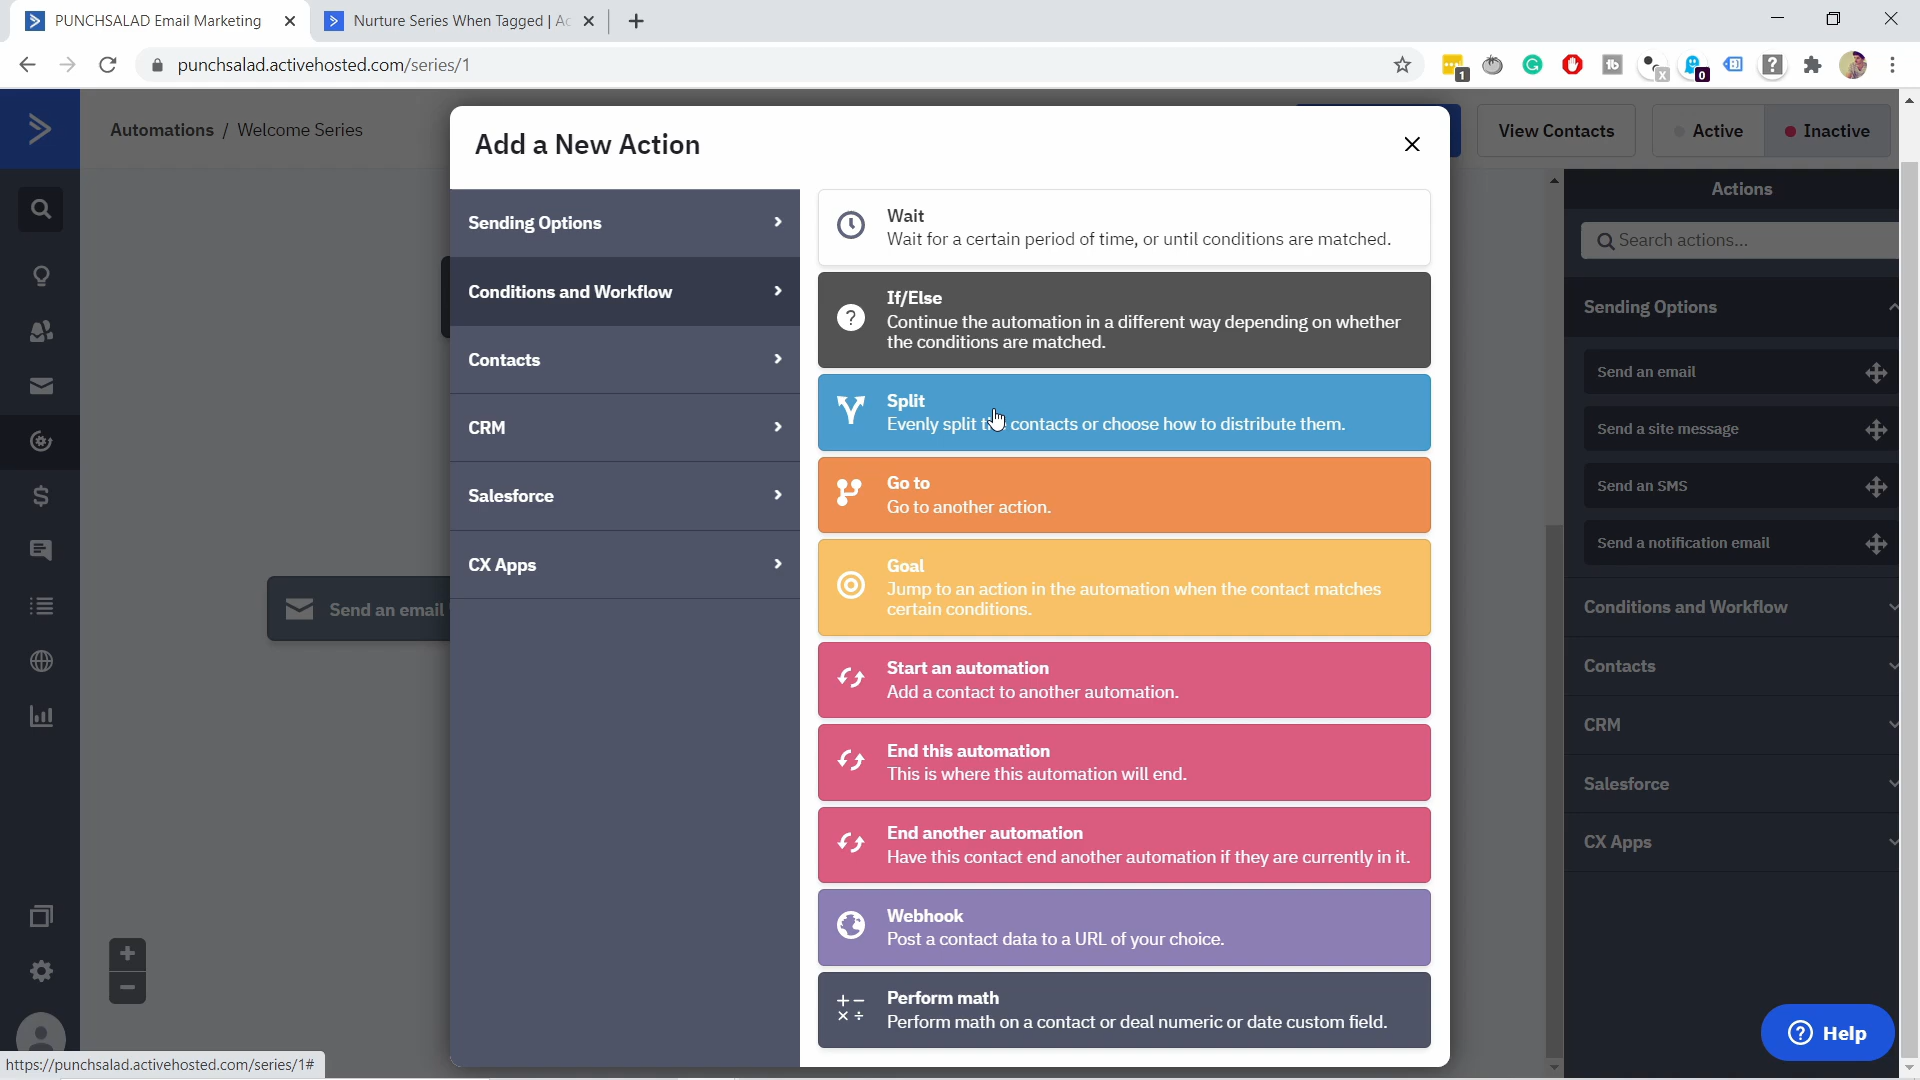 PUNCHSALAD Email Marketing
Nurture Series When Tagged | Ac
punchsalad.activehosted.com/series/1
1
x
0
Automations / Welcome Series
View Contacts
Active
Inactive
Add a New Action
Sending Options
Conditions and Workflow
Contacts
CRM
Salesforce
CX Apps
Wait
Wait for a certain period of time, or until conditions are matched.
If/Else
Continue the automation in a different way depending on whether
the conditions are matched.
Split
Evenly split contacts or choose how to distribute them.
Go to
Go to another action.
Goal
Jump to an action in the automation when the contact matches
certain conditions.
Start an automation
Add a contact to another automation.
End this automation
This is where this automation will end.
End another automation
Have this contact end another automation if they are currently in it.
Webhook
Post a contact data to a URL of your choice.
Perform math
Perform math on a contact or deal numeric or date custom field.
Send an email
Actions
Search actions...
Sending Options
Send an email
Send a site message
Send an SMS
Send a notification email
Conditions and Workflow
Contacts
CRM
Salesforce
CX Apps
Help
https://punchsalad.activehosted.com/series/1#